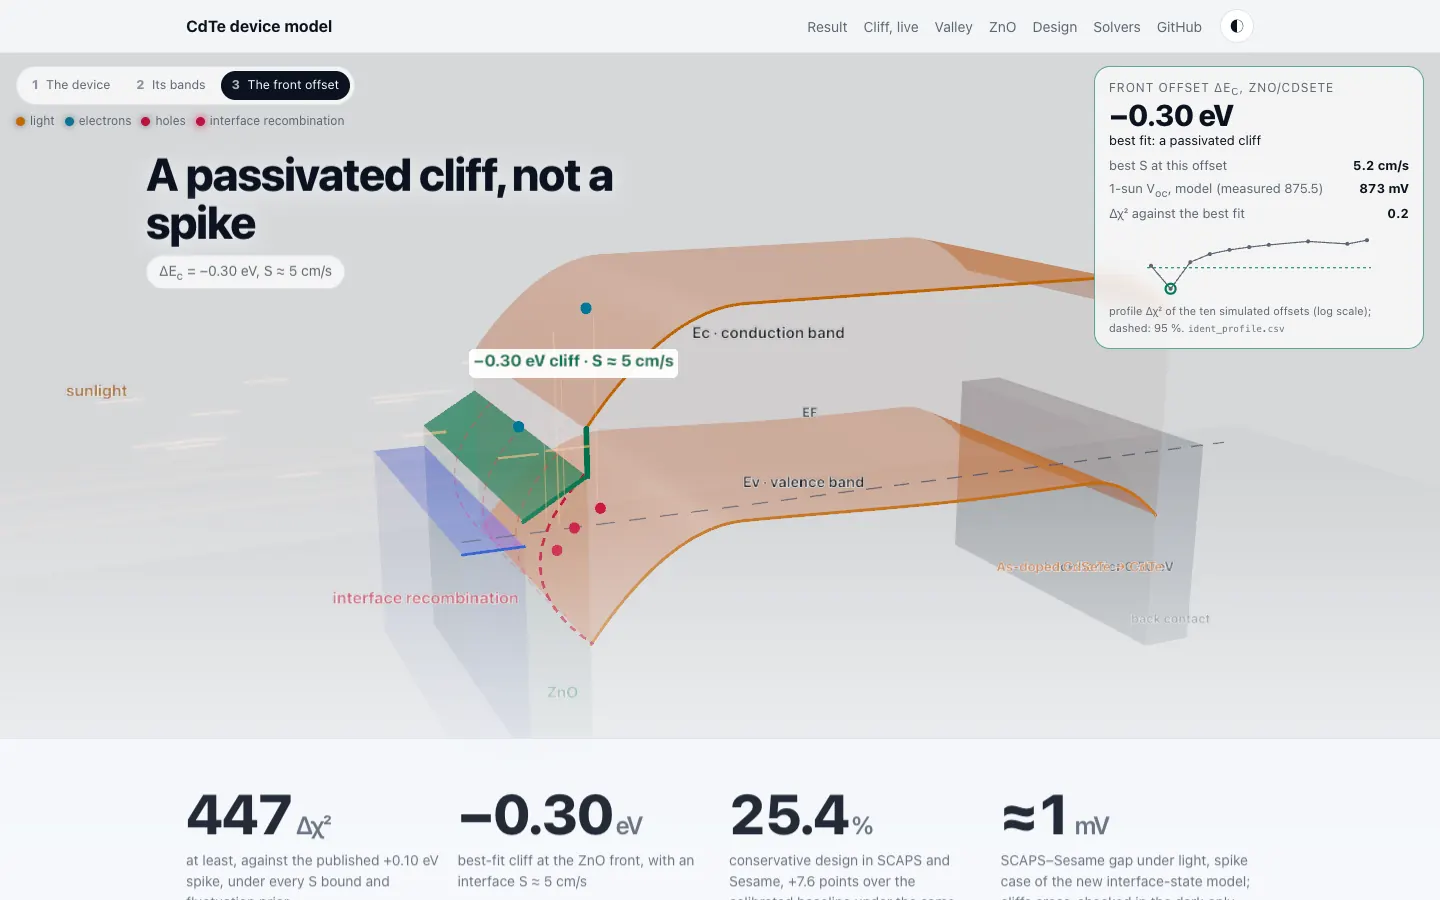 CdTe device model
Result Cliff, live Valley ZnO Design Solvers GitHub
1 The device 2 Its bands 3 The front offset
light electrons holes interface recombination
A passivated cliff, not a
spike
ΔEc = −0.30 eV, S ≈ 5 cm/s
FRONT OFFSET ΔEC, ZNO/CDSETE
−0.30 eV
best fit: a passivated cliff
best S at this offset 5.2 cm/s
1-sun Voc, model (measured 875.5) 873 mV
Δχ² against the best fit 0.2
profile Δχ² of the ten simulated offsets (log scale);
dashed: 95 %. ident_profile.csv
Ec · conduction band
−0.30 eV cliff · S ≈ 5 cm/s
sunlight
EF
Ev · valence band
interface recombination
back contact
ZnO
447 Δχ²
at least, against the published +0.10 eV
spike, under every S bound and
−0.30 eV
best-fit cliff at the ZnO front, with an
interface S ≈ 5 cm/s
25.4 %
conservative design in SCAPS and
Sesame, +7.6 points over the
calibrated baseline under the same
≈1 mV
SCAPS–Sesame gap under light, spike
case of the new interface-state model;